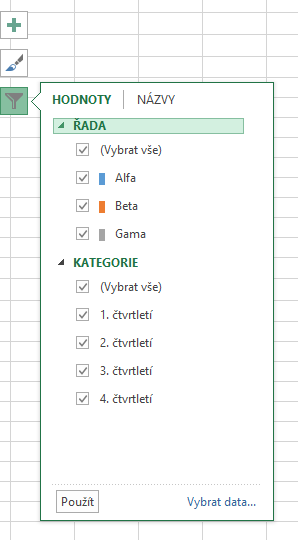 HODNOTY NÁZVY
ŘADA
(Vybrat vše)
Alfa
Beta
Gama
KATEGORIE
(Vybrat vše)
1. čtvrtletí
2. čtvrtletí
3. čtvrtletí
4. čtvrtletí
Použít Vybrat data...